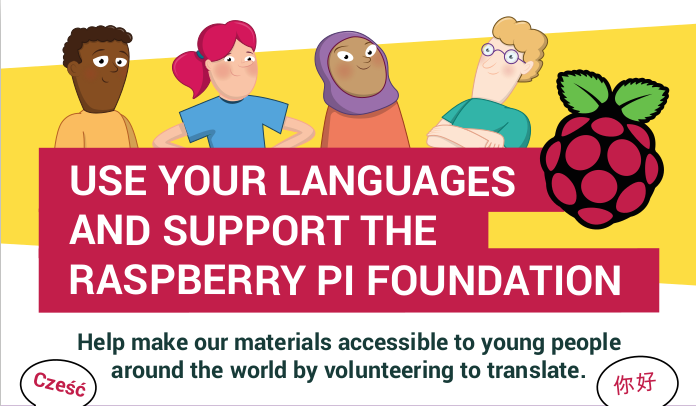 USE YOUR LANGUAGES
AND SUPPORT THE
RASPBERRY PI FOUNDATION
Help make our materials accessible to young people
around the world by volunteering to translate.
Cześć
你好